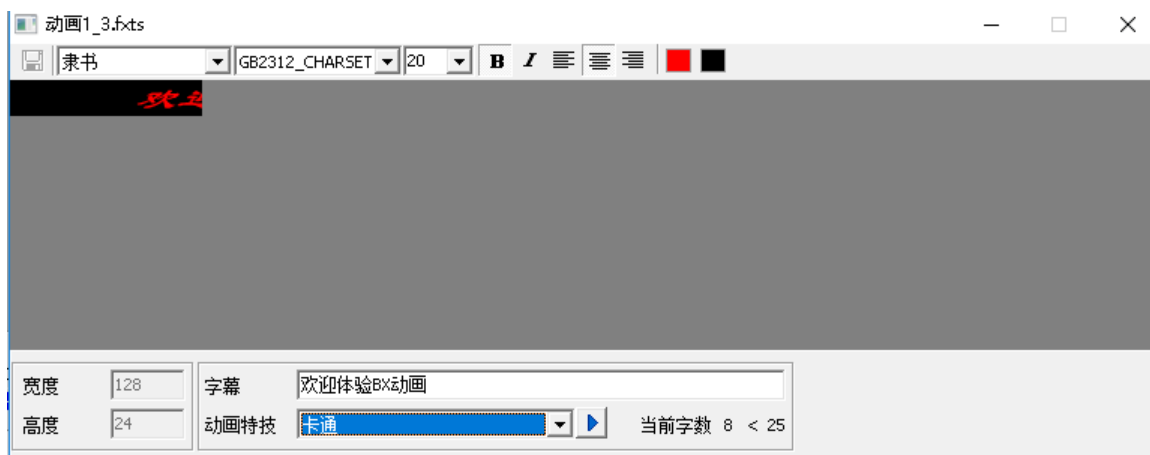 动画1_3.fxts
隶书 GB2312_CHARSET 20 B I
欢
宽度 128 字幕 欢迎体验BX动画
高度 24 动画特技 卡通 当前字数 8 < 25